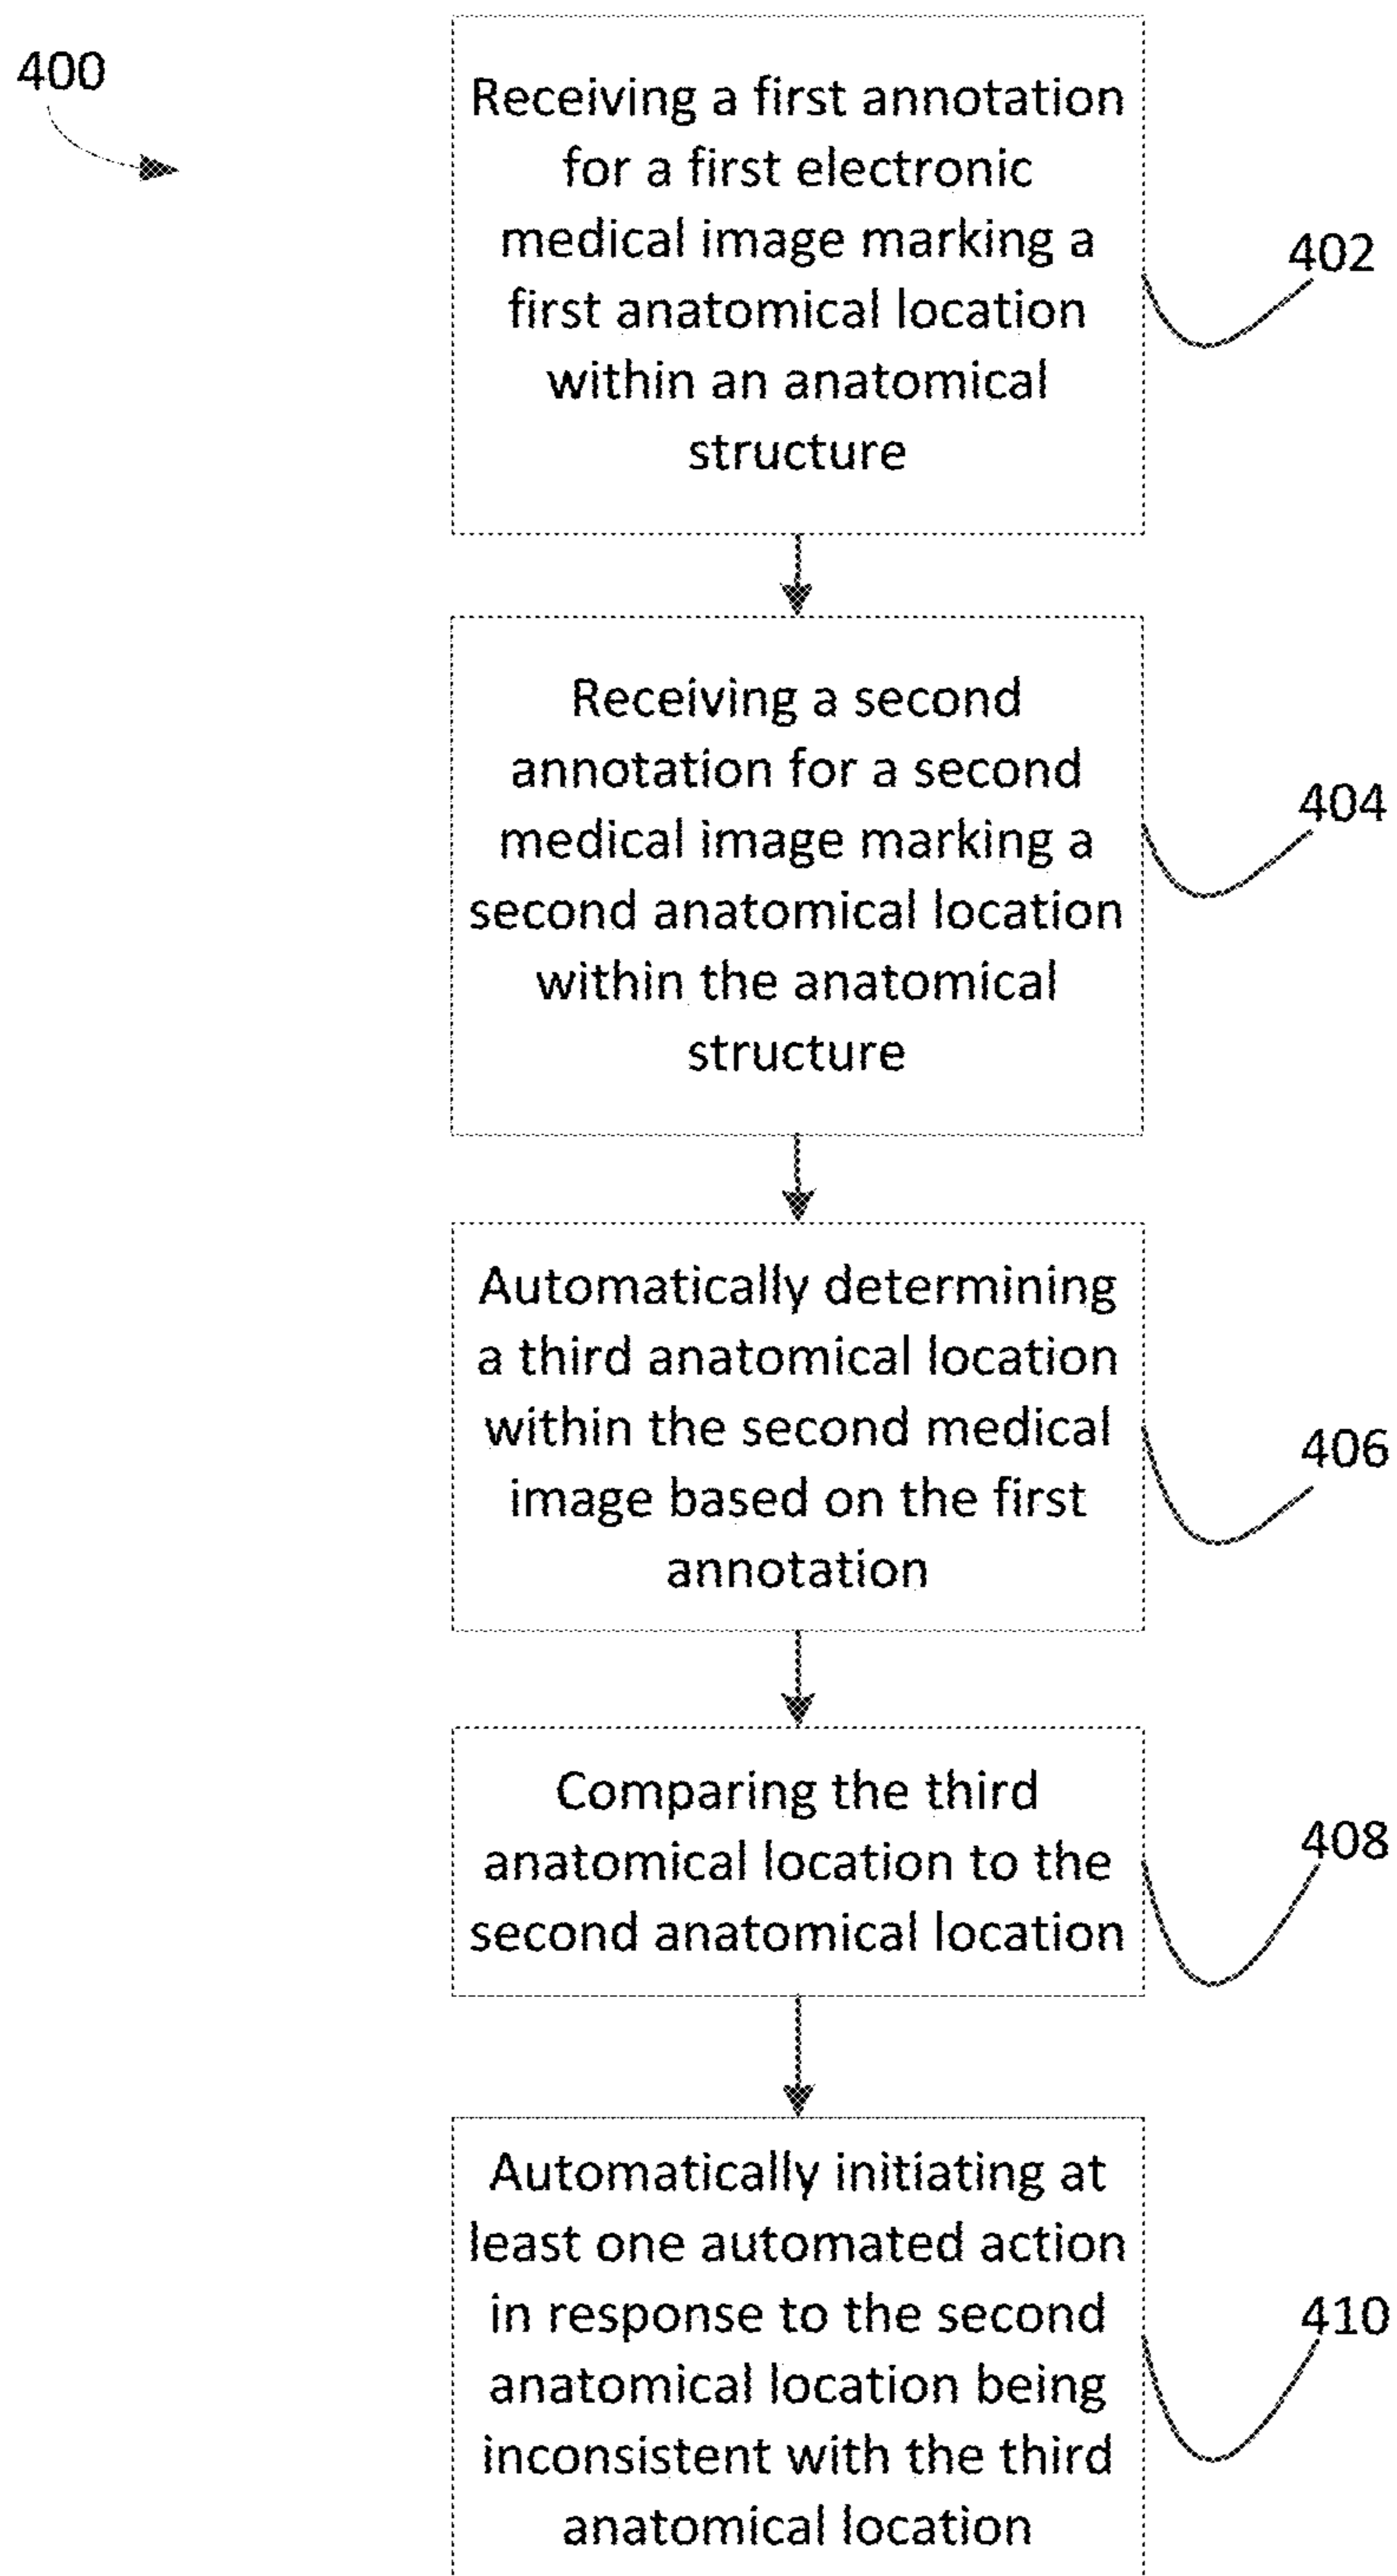 400
Receiving a first annotation
for a first electronic
medical image marking a
first anatomical location
within an anatomical
structure
402
Receiving a second
annotation for a second
medical image marking a
second anatomical location
within the anatomical
structure
404
Automatically determining
a third anatomical location
within the second medical
image based on the first
annotation
406
Comparing the third
anatomical location to the
second anatomical location
408
Automatically initiating at
least one automated action
in response to the second
anatomical location being
inconsistent with the third
anatomical location
410